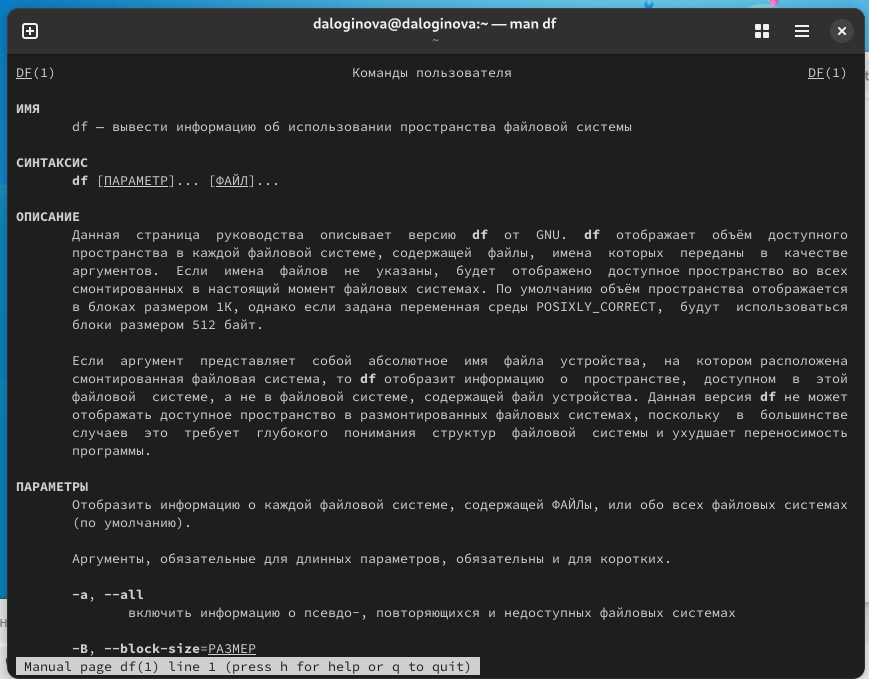 daloginova@daloginova:~ — man df
~
DF(1) Команды пользователя DF(1)
ИМЯ
df — вывести информацию об использовании пространства файловой системы
СИНТАКСИС
df [ПАРАМЕТР]... [ФАЙЛ]...
ОПИСАНИЕ
Данная страница руководства описывает версию df от GNU. df отображает объём доступного
пространства в каждой файловой системе, содержащей файлы, имена которых переданы в качестве
аргументов. Если имена файлов не указаны, будет отображено доступное пространство во всех
смонтированных в настоящий момент файловых системах. По умолчанию объём пространства отображается
в блоках размером 1K, однако если задана переменная среды POSIXLY_CORRECT, будут использоваться
блоки размером 512 байт.
Если аргумент представляет собой абсолютное имя файла устройства, на котором расположена
смонтированная файловая система, то df отобразит информацию о пространстве, доступном в этой
файловой системе, а не в файловой системе, содержащей файл устройства. Данная версия df не может
отображать доступное пространство в размонтированных файловых системах, поскольку в большинстве
случаев это требует глубокого понимания структур файловой системы и ухудшает переносимость
программы.
ПАРАМЕТРЫ
Отобразить информацию о каждой файловой системе, содержащей ФАЙЛы, или обо всех файловых системах
(по умолчанию).
Аргументы, обязательные для длинных параметров, обязательны и для коротких.
-a, --all
включить информацию о псевдо-, повторяющихся и недоступных файловых системах
-B, --block-size=РАЗМЕР
Manual page df(1) line 1 (press h for help or q to quit)